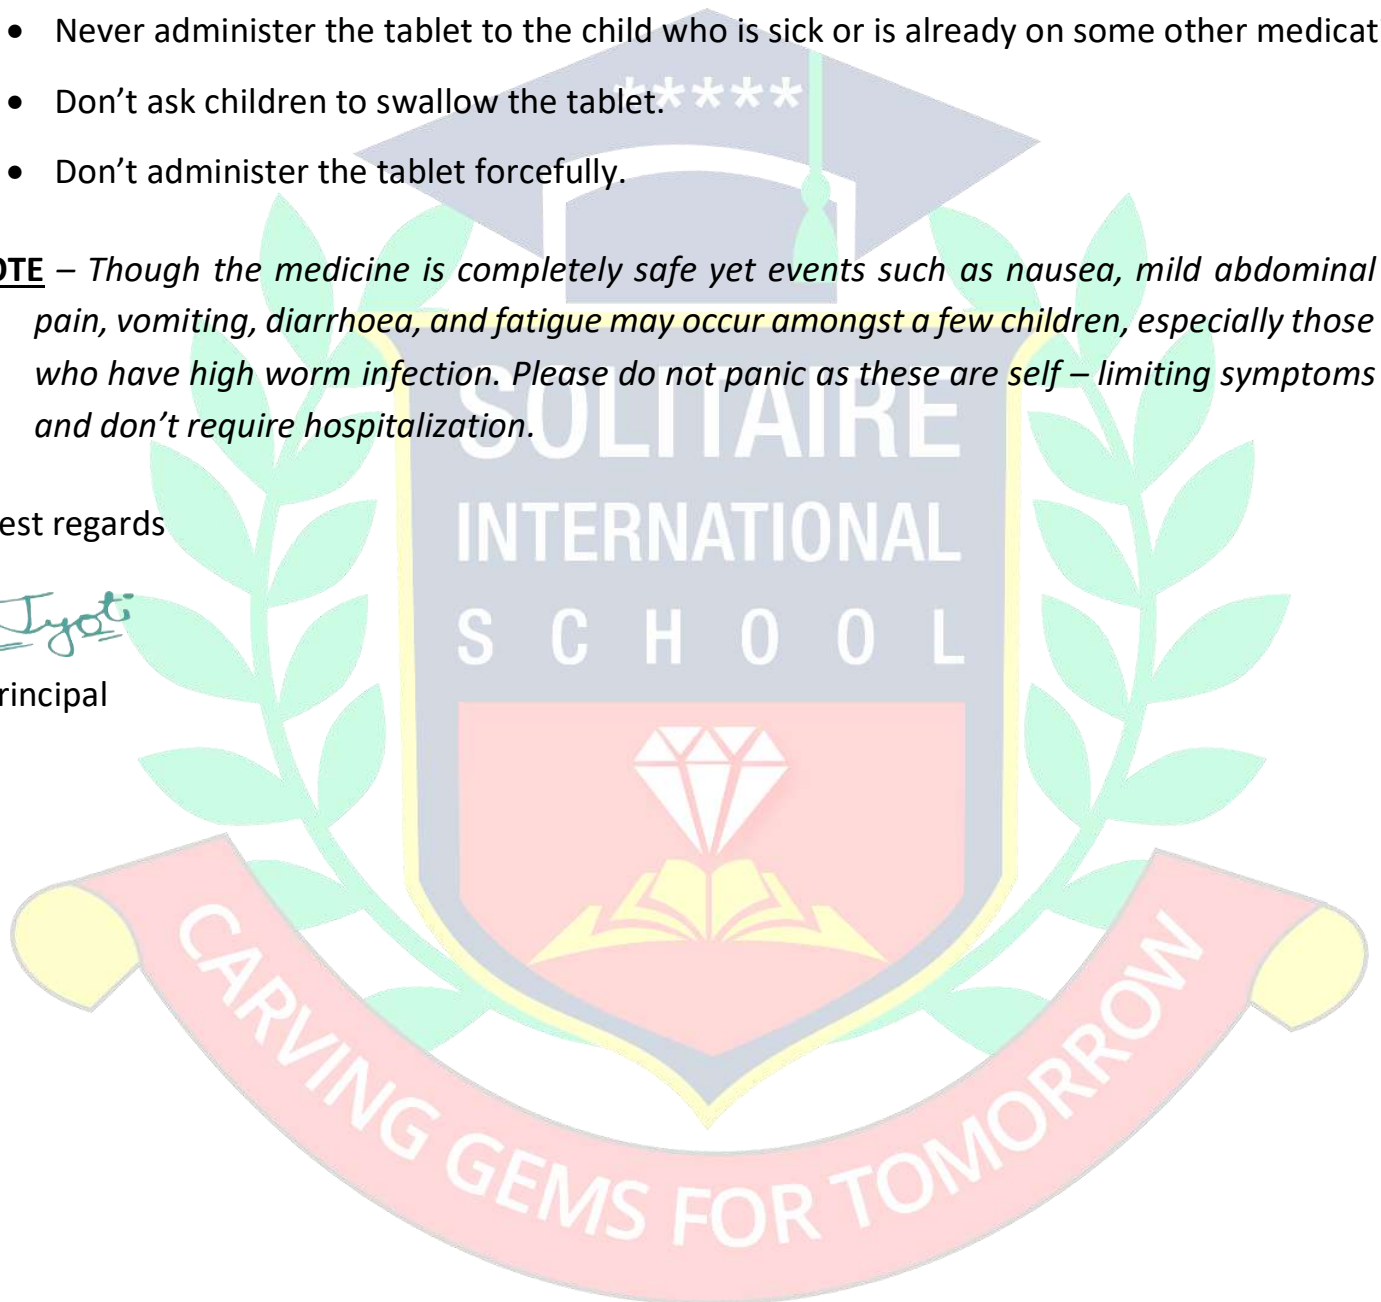 • Never administer the tablet to the child who is sick or is already on some other medicat
*****
• Don’t ask children to swallow the tablet.
• Don’t administer the tablet forcefully.
OTE – Though the medicine is completely safe yet events such as nausea, mild abdominal
pain, vomiting, diarrhoea, and fatigue may occur amongst a few children, especially those
who have high worm infection. Please do not panic as these are self – limiting symptoms
and don’t require hospitalization.
est regards
Jyoti
rincipal
SOLITAIRE
INTERNATIONAL
SCHOOL
CARVING GEMS FOR TOMORROW